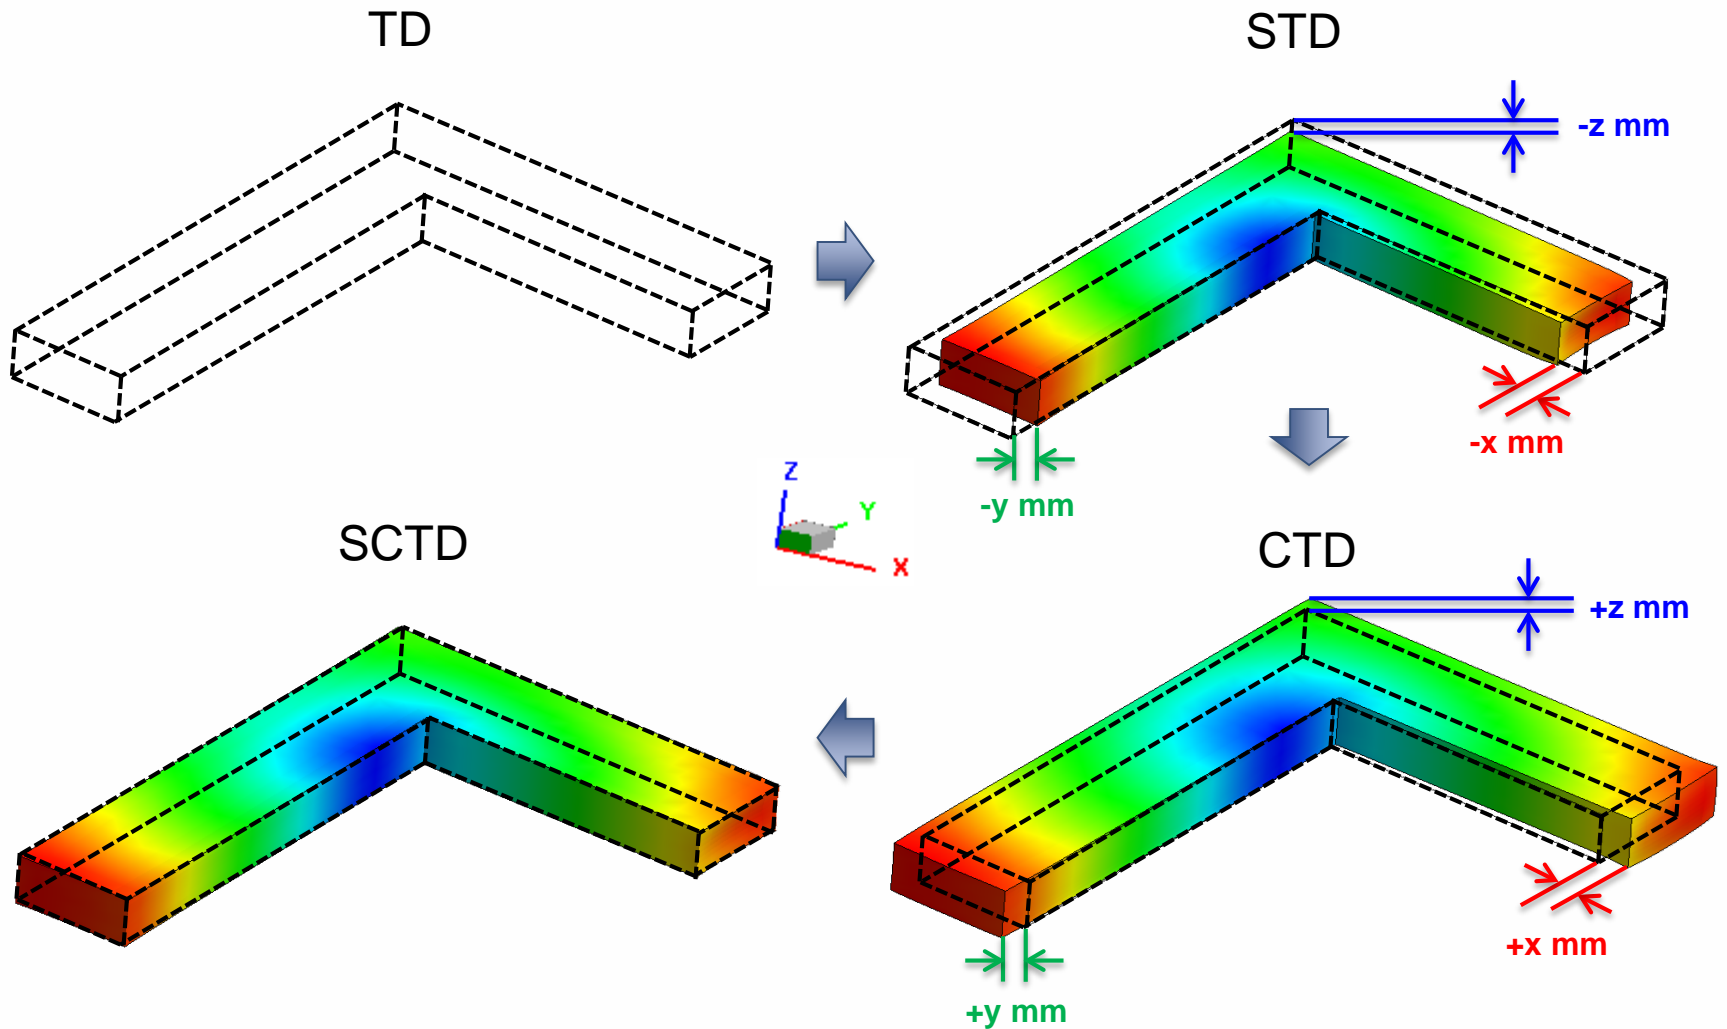 TD
STD
-z mm
-x mm
-y mm
Z
Y
X
SCTD
CTD
+z mm
+x mm
+y mm